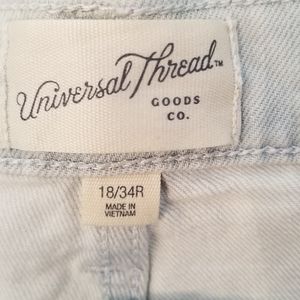 Universal Thread™
GOODS
CO.
18/34R
MADE IN
VIETNAM